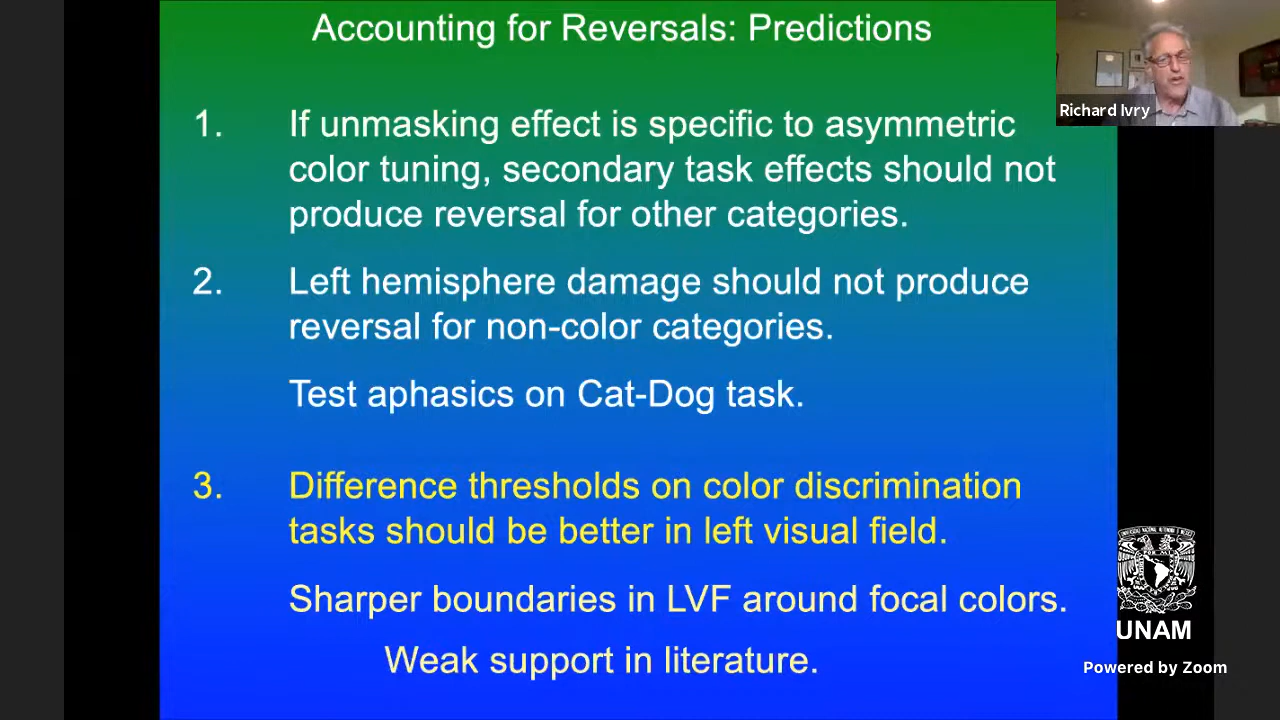 Accounting for Reversals: Predictions
Richard Ivry
1. If unmasking effect is specific to asymmetric
color tuning, secondary task effects should not
produce reversal for other categories.
2. Left hemisphere damage should not produce
reversal for non-color categories.
Test aphasics on Cat-Dog task.
3. Difference thresholds on color discrimination
tasks should be better in left visual field.
Sharper boundaries in LVF around focal colors.
Weak support in literature.
UNAM
Powered by Zoom